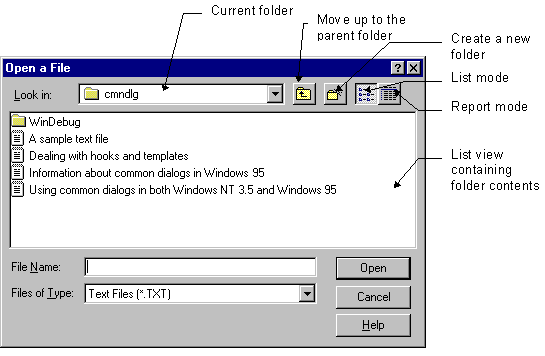 Current folder
Move up to the
parent folder
Create a new
folder
List mode
Report mode
Open a File
Look in: cmndlg
WinDebug
A sample text file
Dealing with hooks and templates
Information about common dialogs in Windows 95
Using common dialogs in both Windows NT 3.5 and Windows 95
List view
containing
folder contents
File Name:
Open
Files of Type: Text Files (*.TXT)
Cancel
Help